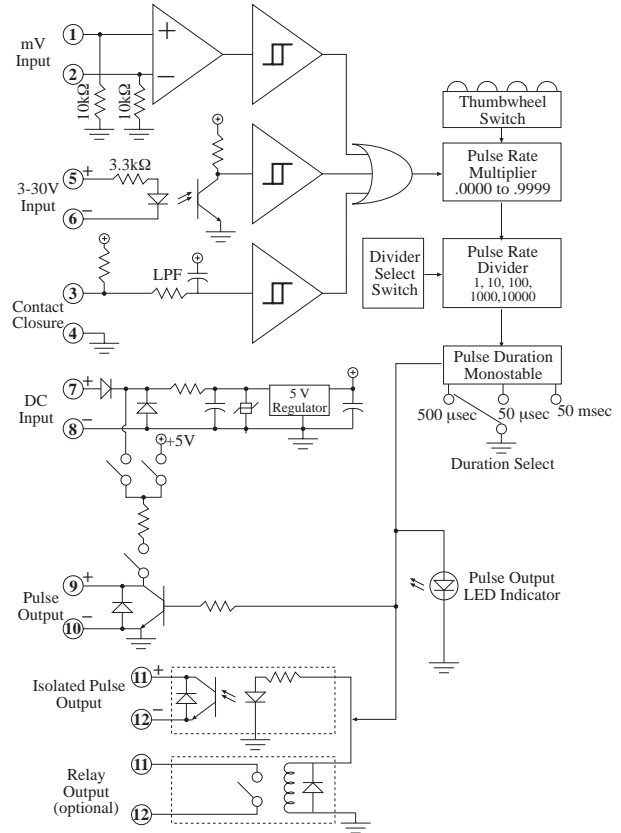 1
mV
Input
+
2
−
10kΩ
10kΩ
Thumbwheel
Switch
Pulse Rate
Multiplier
.0000 to .9999
+
5
+
3.3kΩ
3-30V
Input
6
−
+
+
LPF
3
Contact
Closure
4
Divider
Select
Switch
Pulse Rate
Divider
1, 10, 100,
1000,10000
Pulse Duration
Monostable
500 µsec
50 µsec
50 msec
Duration Select
7
+
DC
Input
8
−
5 V
Regulator
+
+
+5V
9
+
Pulse
Output
10
−
Pulse Output
LED Indicator
11
+
Isolated Pulse
Output
12
−
11
Relay
Output
(optional)
12